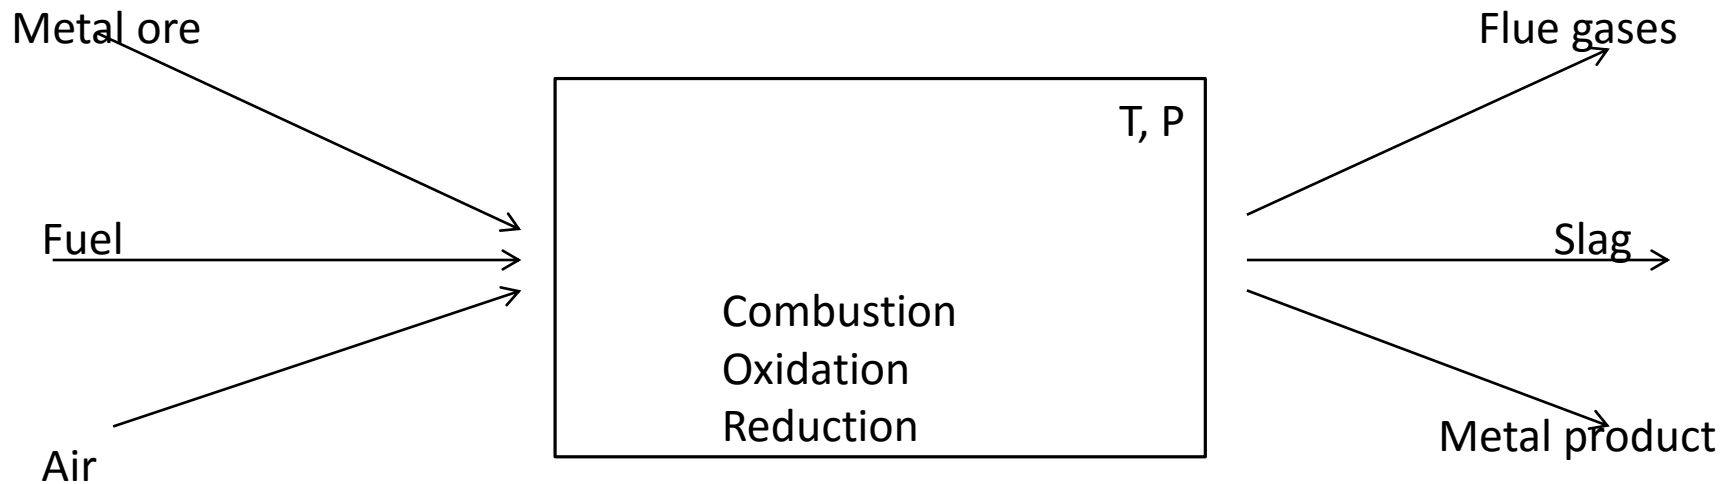 Metal ore
Flue gases
T, P
Fuel
Slag
Combustion
Oxidation
Reduction
Air
Metal product